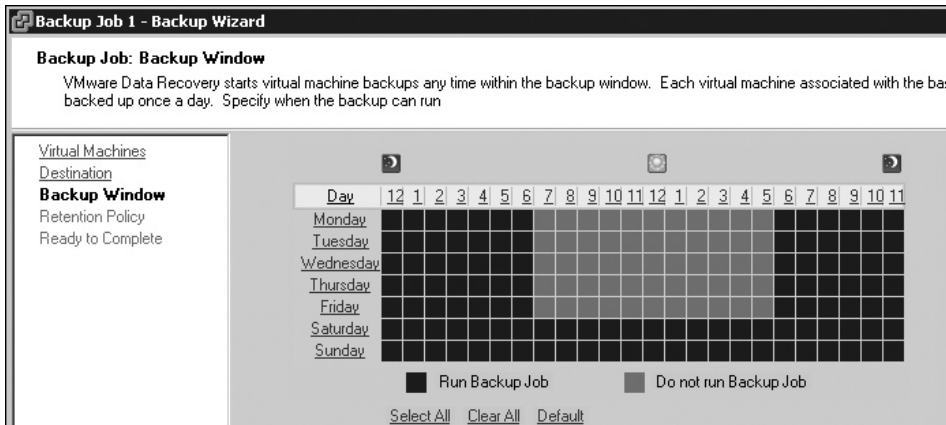 Backup Job 1 - Backup Wizard
Backup Job: Backup Window
VMware Data Recovery starts virtual machine backups any time within the backup window. Each virtual machine associated with the
backed up once a day. Specify when the backup can run
Virtual Machines
Destination
Backup Window
Retention Policy
Ready to Complete
Day 12 1 2 3 4 5 6 7 8 9 10 11 12 1 2 3 4 5 6 7 8 9 10 11
Monday
Tuesday
Wednesday
Thursday
Friday
Saturday
Sunday
Run Backup Job Do not run Backup Job
Select All Clear All Default